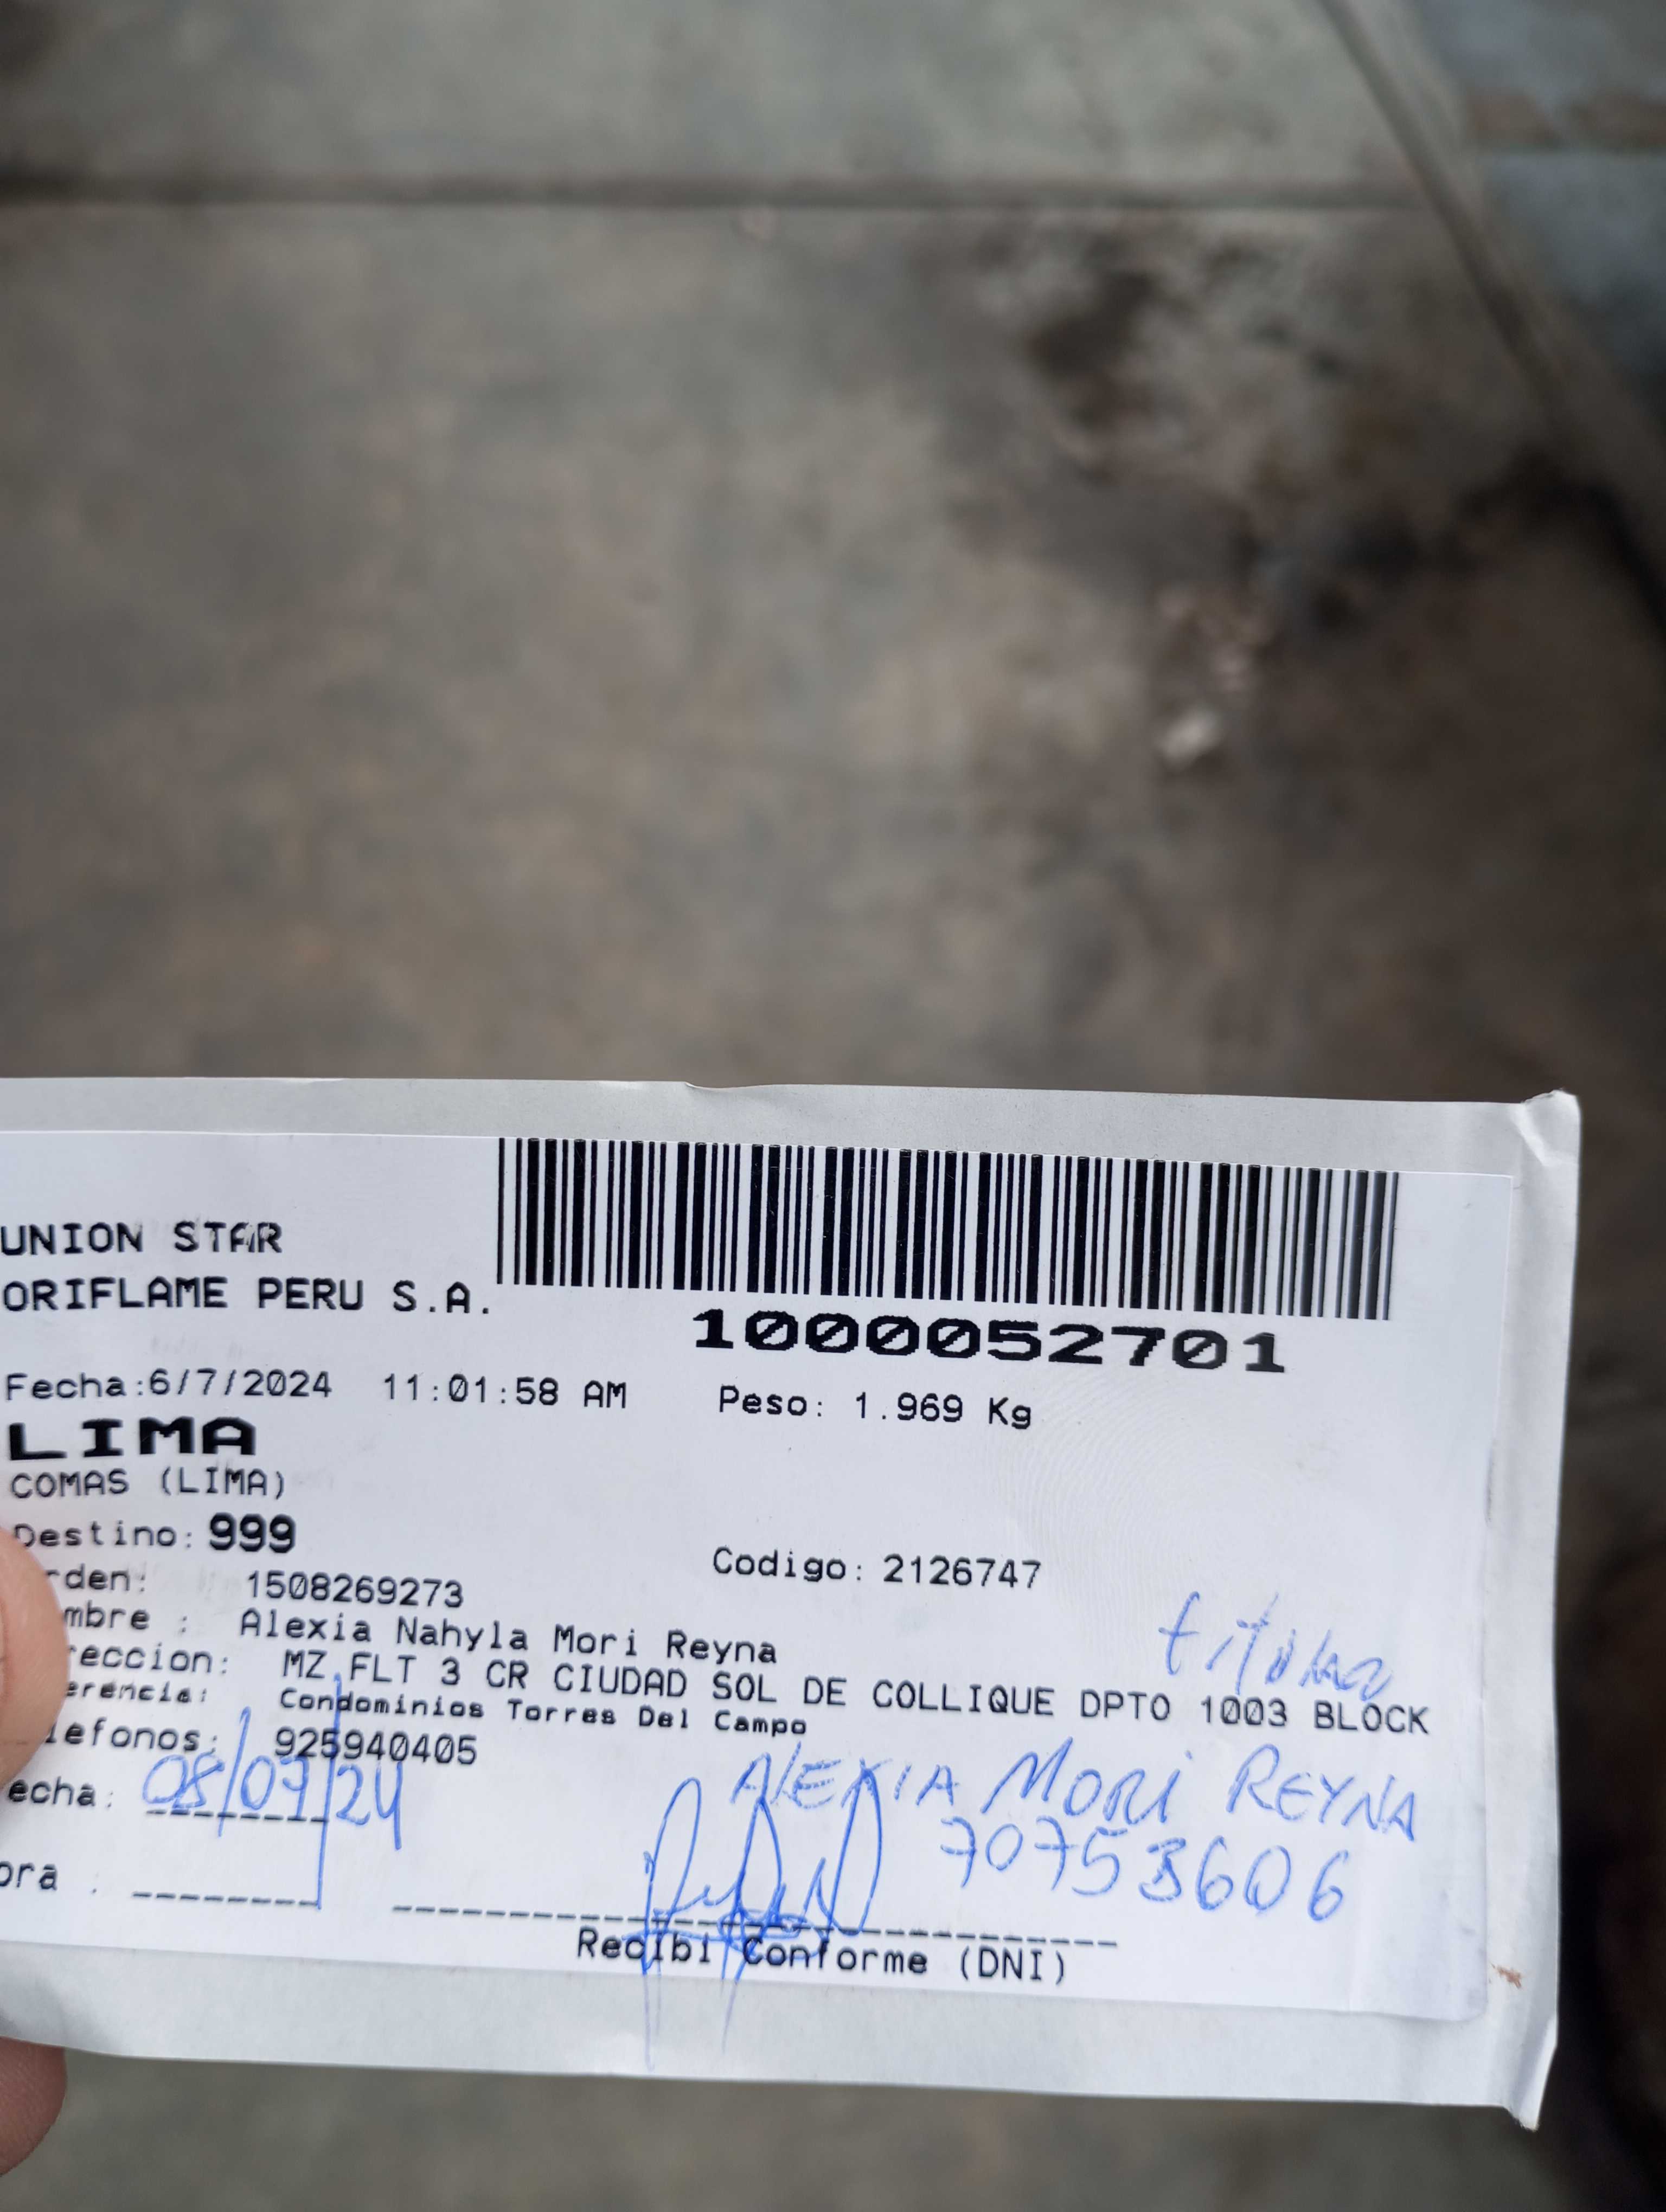 UNION STAR
ORIFLAME PERU S.A.
1000052701
Fecha:6/7/2024 11:01:58 AM Peso: 1.969 Kg
LIMA
COMAS (LIMA)
Destino: 999
Codigo: 2126747
rden: 1508269273
mbre : Alexia Nahyla Mori Reyna
titular
reccion: MZ.FLT 3 CR CIUDAD SOL DE COLLIQUE DPTO 1003 BLOCK
erencia: Condominios Torres Del Campo
lefonos: 925940405
echa: 08/07/24
ALEXIA MORI REYNA
70753606
ora :
Recibi Conforme (DNI)